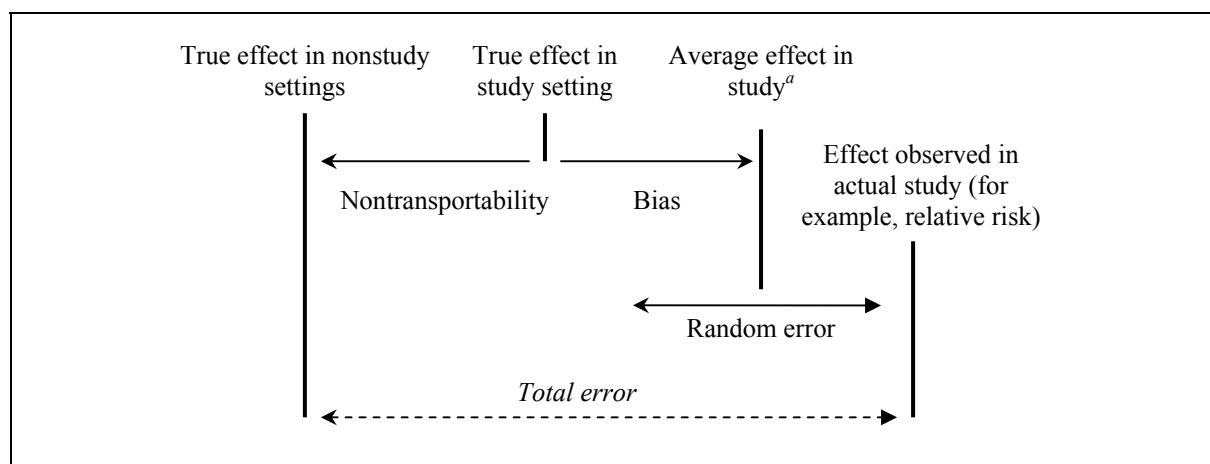 True effect in nonstudy
settings
True effect in
study setting
Average effect in
studyᵃ
Effect observed in
actual study (for
example, relative risk)
Nontransportability
Bias
Random error
Total error